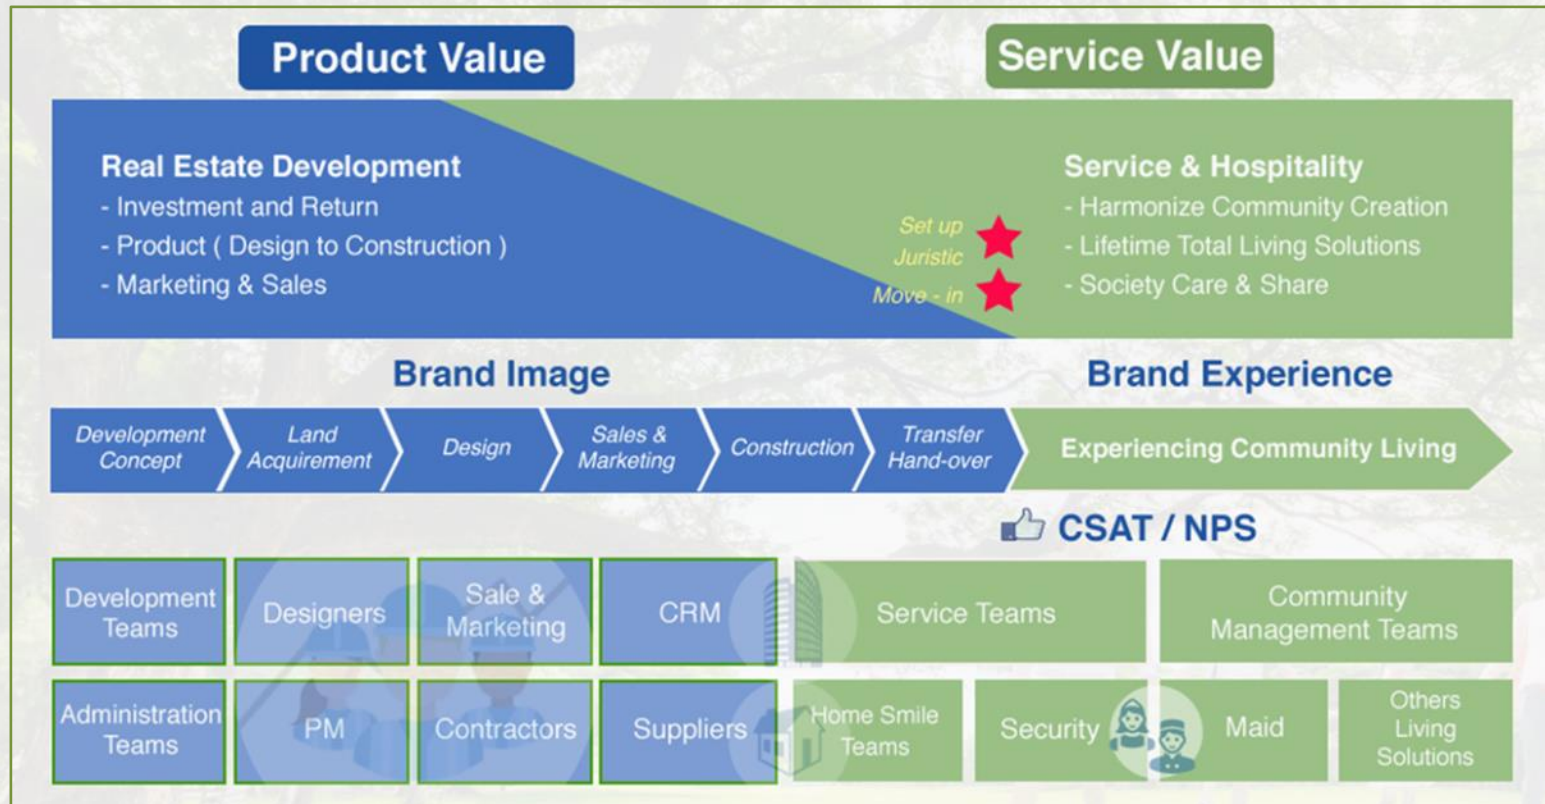 Product Value
Service Value
Real Estate Development
- Investment and Return
- Product ( Design to Construction )
- Marketing & Sales
Set up
Juristic
Move - in
Service & Hospitality
- Harmonize Community Creation
- Lifetime Total Living Solutions
- Society Care & Share
Brand Image
Brand Experience
Development
Concept
Land
Acquirement
Design
Sales &
Marketing
Construction
Transfer
Hand-over
Experiencing Community Living
CSAT / NPS
Development
Teams
Designers
Sale &
Marketing
CRM
Service Teams
Community
Management Teams
Administration
Teams
PM
Contractors
Suppliers
Home Smile
Teams
Security
Maid
Others
Living
Solutions